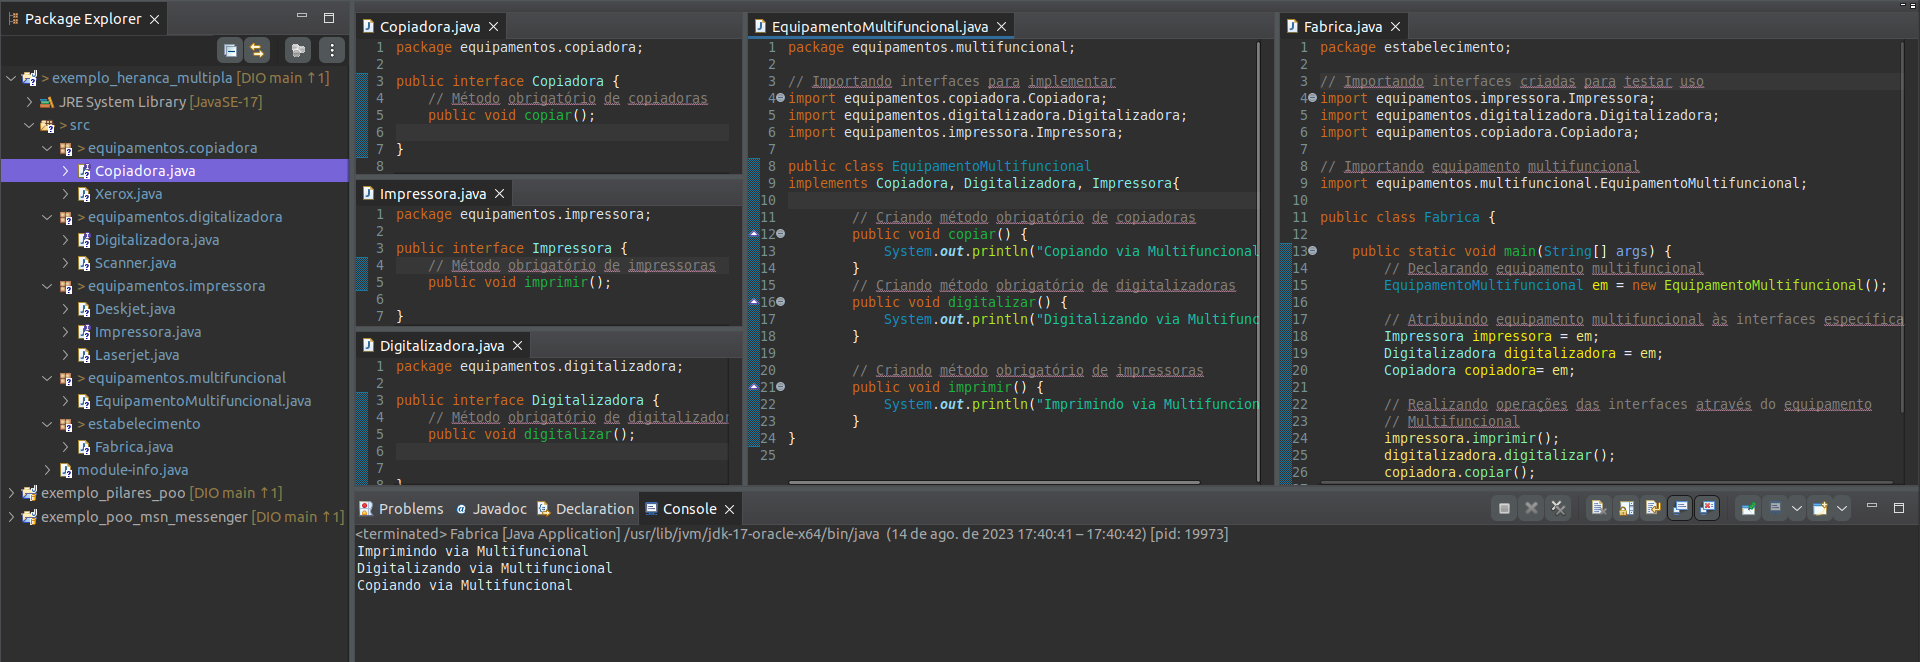 Package Explorer
> exemplo_heranca_multipla [DIO main ↑1]
JRE System Library [JavaSE-17]
> src
> equipamentos.copiadora
Copiadora.java
Xerox.java
> equipamentos.digitalizadora
Digitalizadora.java
Scanner.java
> equipamentos.impressora
Deskjet.java
Impressora.java
Laserjet.java
> equipamentos.multifuncional
EquipamentoMultifuncional.java
> estabelecimento
Fabrica.java
module-info.java
exemplo_pilares_poo [DIO main ↑1]
exemplo_poo_msn_messenger [DIO main ↑1]
Copiadora.java
1 package equipamentos.copiadora;
2
3 public interface Copiadora {
4 // Método obrigatório de copiadoras
5 public void copiar();
6
7 }
8
Impressora.java
1 package equipamentos.impressora;
2
3 public interface Impressora {
4 // Método obrigatório de impressoras
5 public void imprimir();
6
7 }
Digitalizadora.java
1 package equipamentos.digitalizadora;
2
3 public interface Digitalizadora {
4 // Método obrigatório de digitalizador
5 public void digitalizar();
6
7
8 }
EquipamentoMultifuncional.java
1 package equipamentos.multifuncional;
2
3 // Importando interfaces para implementar
4 import equipamentos.copiadora.Copiadora;
5 import equipamentos.digitalizadora.Digitalizadora;
6 import equipamentos.impressora.Impressora;
7
8 public class EquipamentoMultifuncional
9 implements Copiadora, Digitalizadora, Impressora{
10
11 // Criando método obrigatório de copiadoras
12 public void copiar() {
13 System.out.println("Copiando via Multifuncional
14 }
15 // Criando método obrigatório de digitalizadoras
16 public void digitalizar() {
17 System.out.println("Digitalizando via Multifunc
18 }
19
20 // Criando método obrigatório de impressoras
21 public void imprimir() {
22 System.out.println("Imprimindo via Multifuncion
23 }
24 }
25
Fabrica.java
1 package estabelecimento;
2
3 // Importando interfaces criadas para testar uso
4 import equipamentos.impressora.Impressora;
5 import equipamentos.digitalizadora.Digitalizadora;
6 import equipamentos.copiadora.Copiadora;
7
8 // Importando equipamento multifuncional
9 import equipamentos.multifuncional.EquipamentoMultifuncional;
10
11 public class Fabrica {
12
13 public static void main(String[] args) {
14 // Declarando equipamento multifuncional
15 EquipamentoMultifuncional em = new EquipamentoMultifuncional();
16
17 // Atribuindo equipamento multifuncional às interfaces específica
18 Impressora impressora = em;
19 Digitalizadora digitalizadora = em;
20 Copiadora copiadora= em;
21
22 // Realizando operações das interfaces através do equipamento
23 // Multifuncional
24 impressora.imprimir();
25 digitalizadora.digitalizar();
26 copiadora.copiar();
Problems
Javadoc
Declaration
Console
<terminated> Fabrica [Java Application] /usr/lib/jvm/jdk-17-oracle-x64/bin/java (14 de ago. de 2023 17:40:41 – 17:40:42) [pid: 19973]
Imprimindo via Multifuncional
Digitalizando via Multifuncional
Copiando via Multifuncional